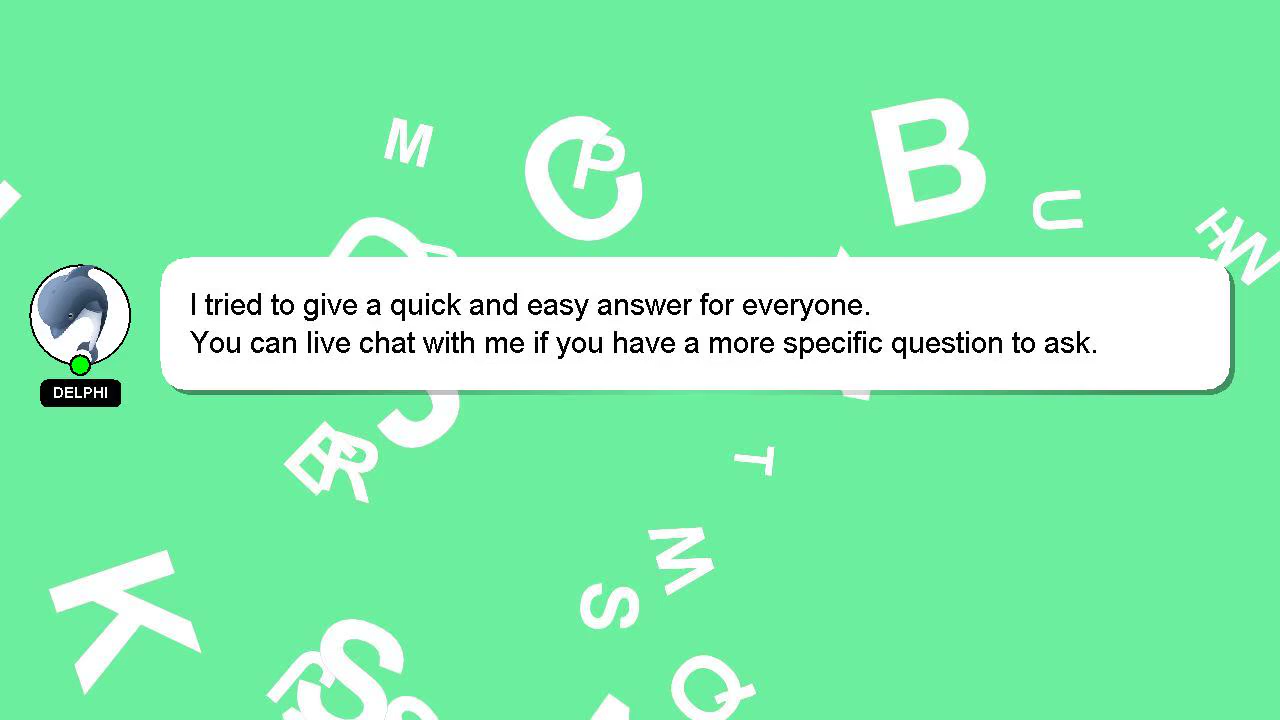 M
C
P
B
U
H
W
D
I tried to give a quick and easy answer for everyone.
You can live chat with me if you have a more specific question to ask.
DELPHI
J
B
R
T
K
M
S
S
Q